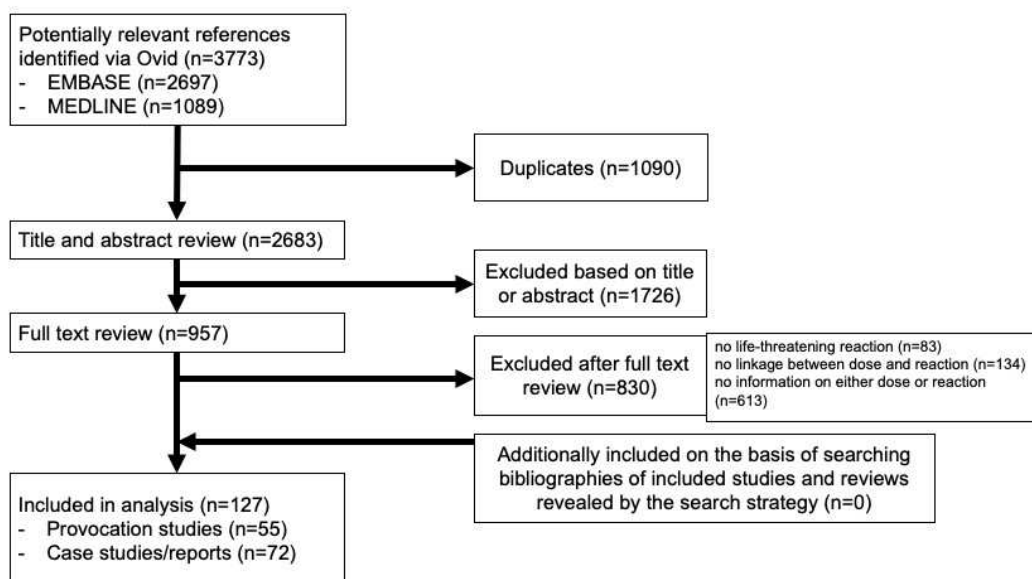 Potentially relevant references
identified via Ovid (n=3773)
- EMBASE (n=2697)
- MEDLINE (n=1089)
Duplicates (n=1090)
Title and abstract review (n=2683)
Excluded based on title
or abstract (n=1726)
Full text review (n=957)
Excluded after full text
review (n=830)
no life-threatening reaction (n=83)
no linkage between dose and reaction (n=134)
no information on either dose or reaction
(n=613)
Additionally included on the basis of searching
bibliographies of included studies and reviews
revealed by the search strategy (n=0)
Included in analysis (n=127)
- Provocation studies (n=55)
- Case studies/reports (n=72)